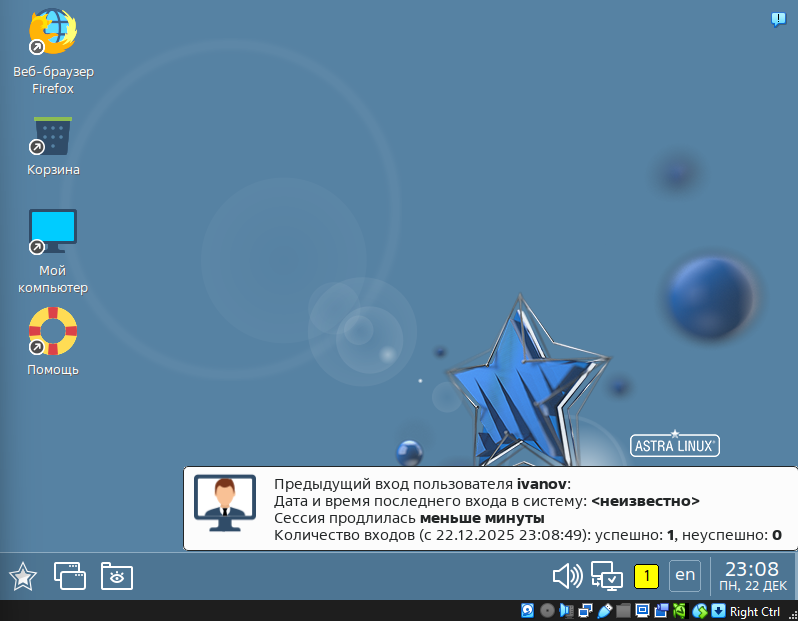 Веб-браузер
Firefox
Корзина
Мой
компьютер
Помощь
ASTRA LINUX®
Предыдущий вход пользователя ivanov:
Дата и время последнего входа в систему: <неизвестно>
Сессия продлилась меньше минуты
Количество входов (с 22.12.2025 23:08:49): успешно: 1, неуспешно: 0
1
en
23:08
ПН, 22 ДЕК
Right Ctrl